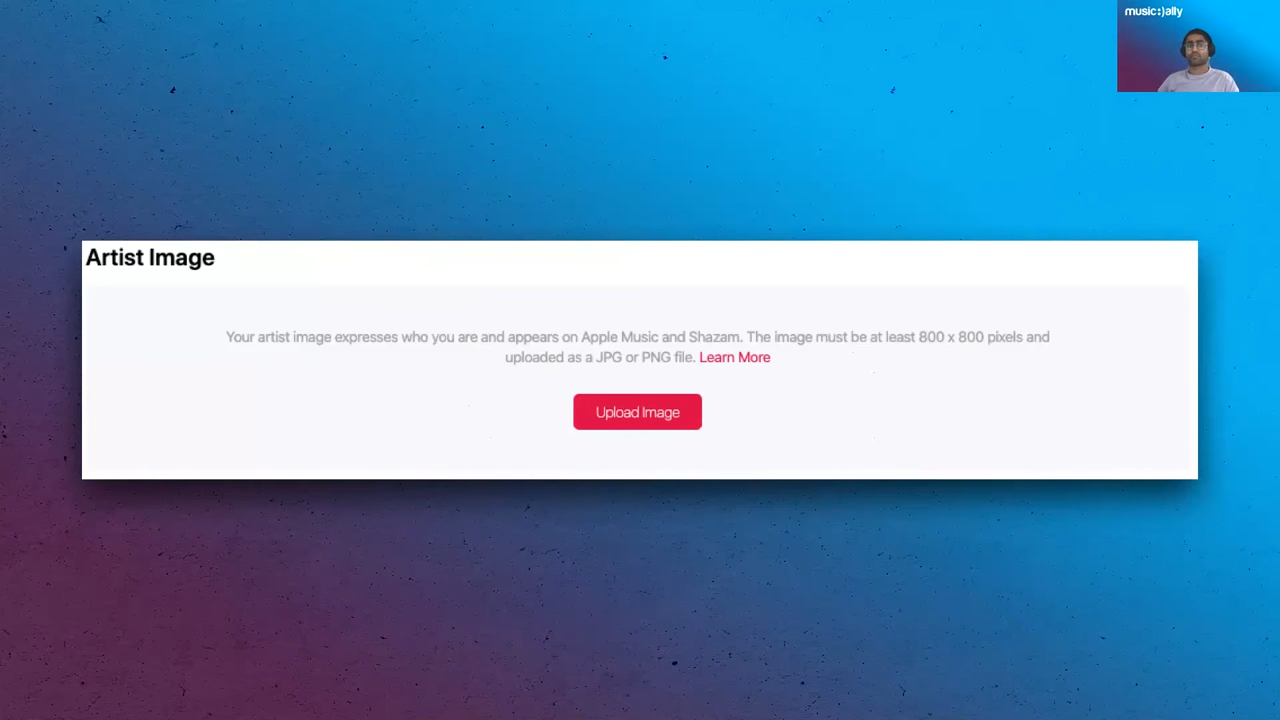 music:)ally
Artist Image
Your artist image expresses who you are and appears on Apple Music and Shazam. The image must be at least 800 x 800 pixels and
uploaded as a JPG or PNG file. Learn More
Upload Image